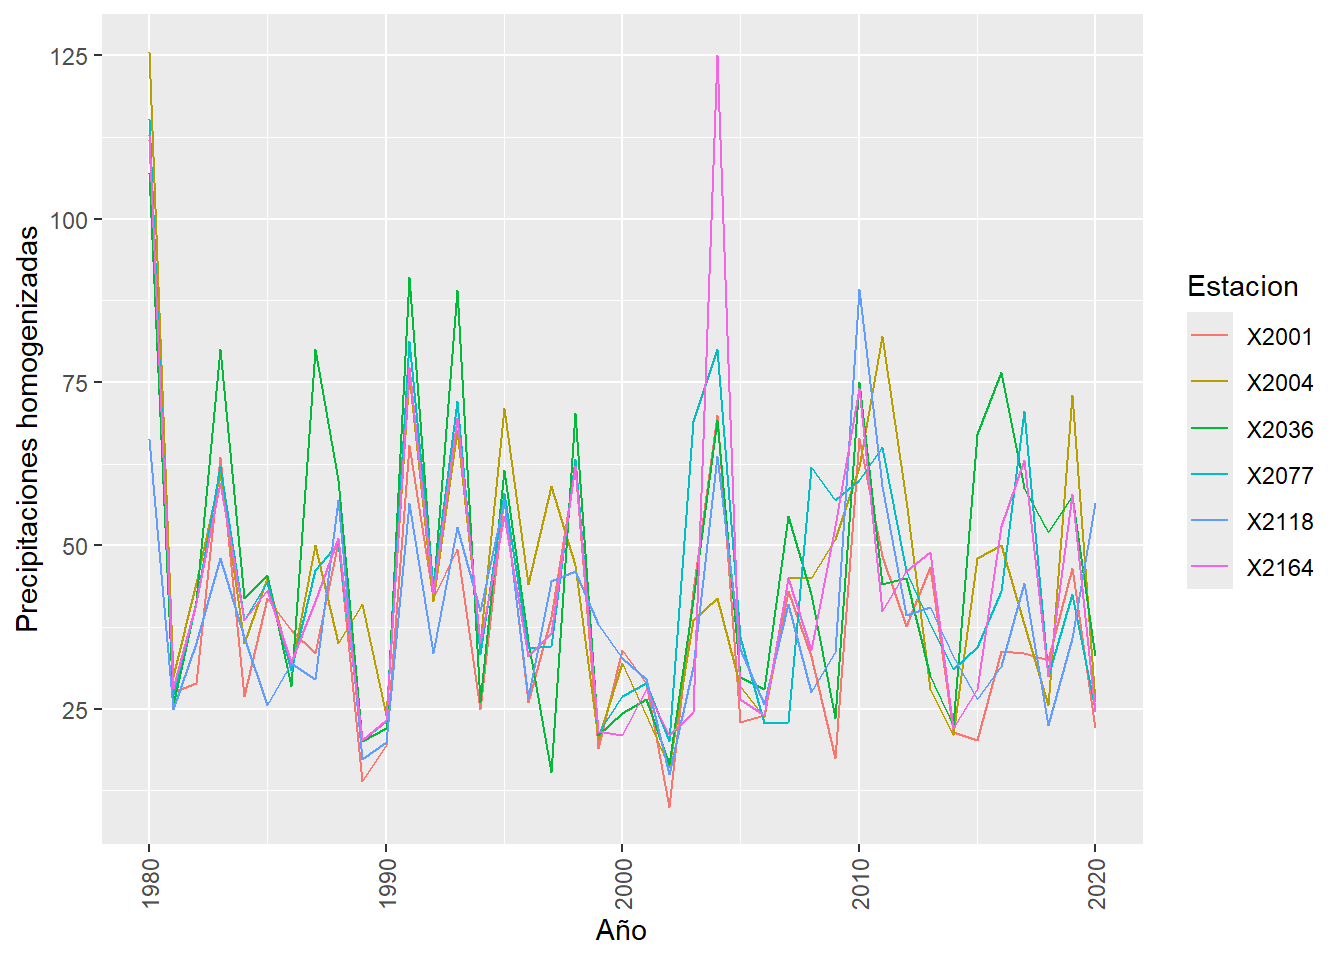 Precipitaciones homogenizadas
125
100
75
50
25
1980
1990
2000
2010
2020
Año
Estacion
X2001
X2004
X2036
X2077
X2118
X2164